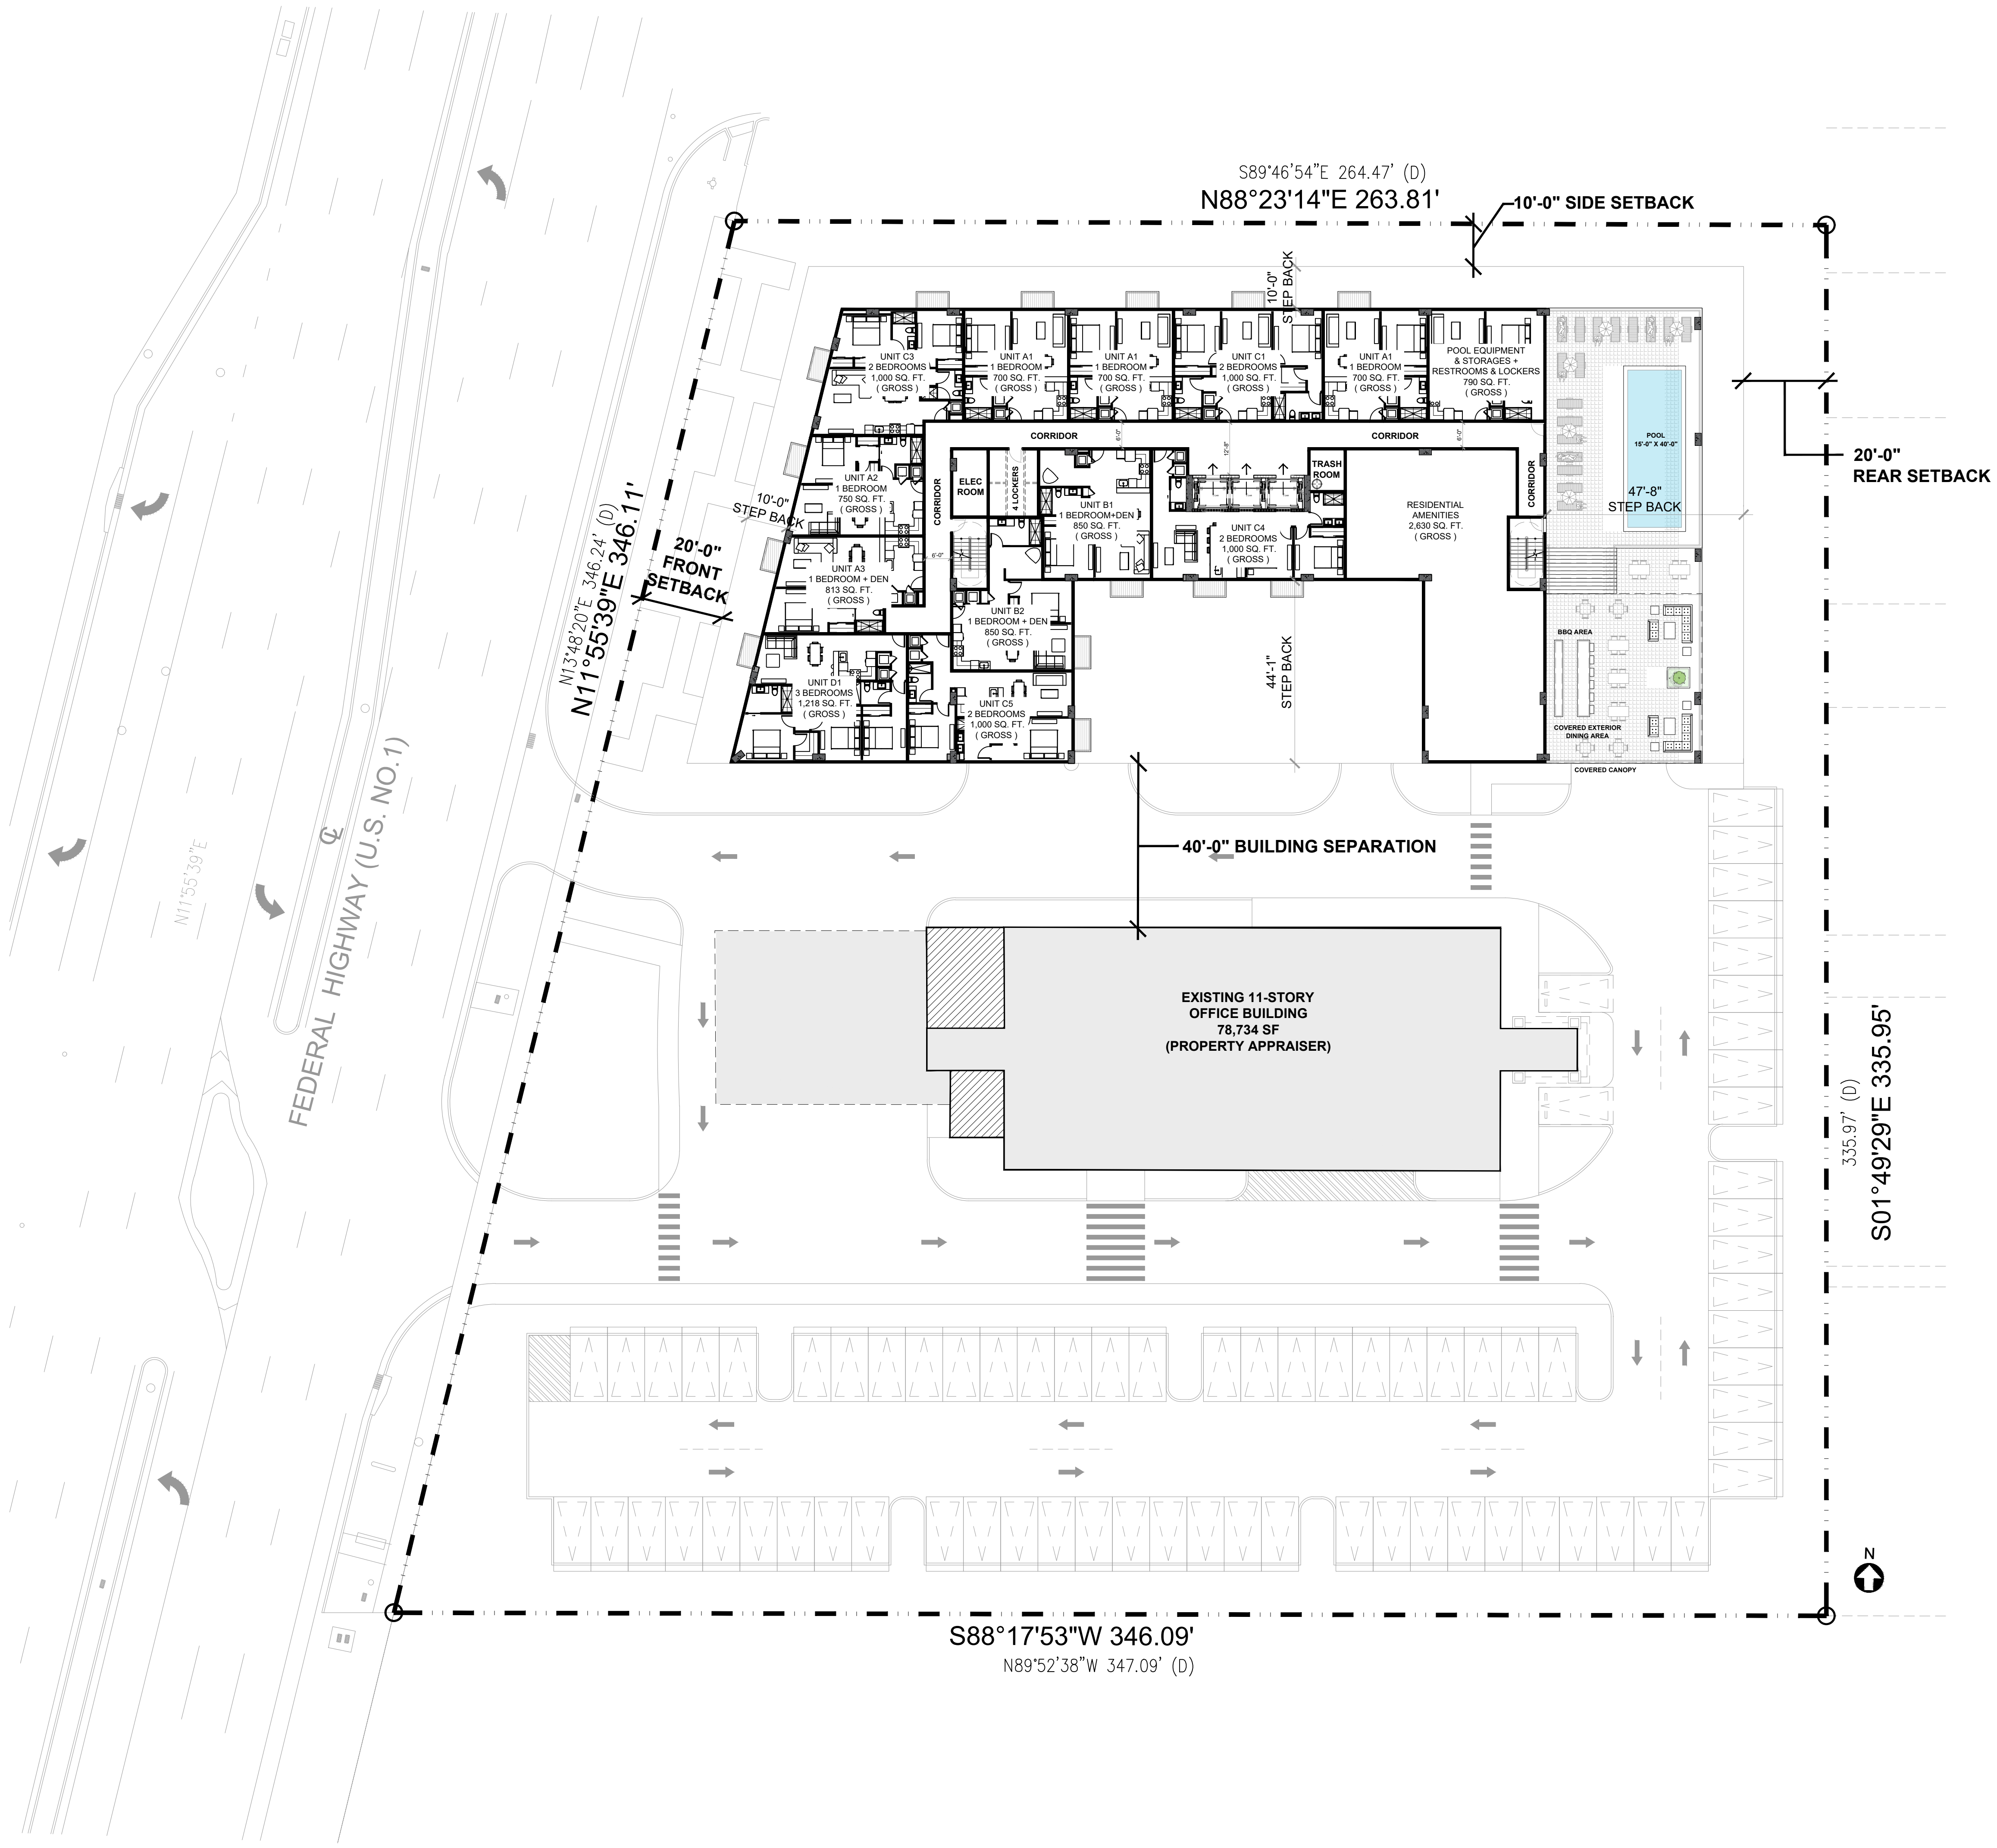 S89°46'54"E 264.47' (D)
N88°23'14"E 263.81'
10'-0" SIDE SETBACK
10'-0"
STEP BACK
UNIT C3
2 BEDROOMS
1,000 SQ. FT.
( GROSS )
UNIT A1
1 BEDROOM
700 SQ. FT.
( GROSS )
UNIT A1
1 BEDROOM
700 SQ. FT.
( GROSS )
UNIT C1
2 BEDROOMS
1,000 SQ. FT.
( GROSS )
UNIT A1
1 BEDROOM
700 SQ. FT.
( GROSS )
POOL EQUIPMENT
& STORAGES +
RESTROOMS & LOCKERS
790 SQ. FT.
( GROSS )
CORRIDOR
6'-0"
12'-8"
CORRIDOR
6'-0"
POOL
15'-0" X 40'-0"
20'-0"
REAR SETBACK
47'-8"
STEP BACK
UNIT A2
1 BEDROOM
750 SQ. FT.
( GROSS )
CORRIDOR
ELEC
ROOM
4 LOCKERS
UNIT B1
1 BEDROOM+DEN
850 SQ. FT.
( GROSS )
TRASH
ROOM
UNIT C4
2 BEDROOMS
1,000 SQ. FT.
( GROSS )
RESIDENTIAL
AMENITIES
2,630 SQ. FT.
( GROSS )
CORRIDOR
10'-0"
STEP BACK
20'-0"
FRONT
SETBACK
N13°48'20"E 346.24' (D)
N11°55'39"E 346.11'
6'-0"
UNIT A3
1 BEDROOM + DEN
813 SQ. FT.
( GROSS )
UNIT B2
1 BEDROOM + DEN
850 SQ. FT.
( GROSS )
UNIT D1
3 BEDROOMS
1,218 SQ. FT.
( GROSS )
UNIT C5
2 BEDROOMS
1,000 SQ. FT.
( GROSS )
44'-1"
STEP BACK
BBQ AREA
COVERED EXTERIOR
DINING AREA
COVERED CANOPY
40'-0" BUILDING SEPARATION
N11°55'39"E
CL
FEDERAL HIGHWAY (U.S. NO.1)
EXISTING 11-STORY
OFFICE BUILDING
78,734 SF
(PROPERTY APPRAISER)
335.97' (D)
S01°49'29"E 335.95'
N
S88°17'53"W 346.09'
N89°52'38"W 347.09' (D)